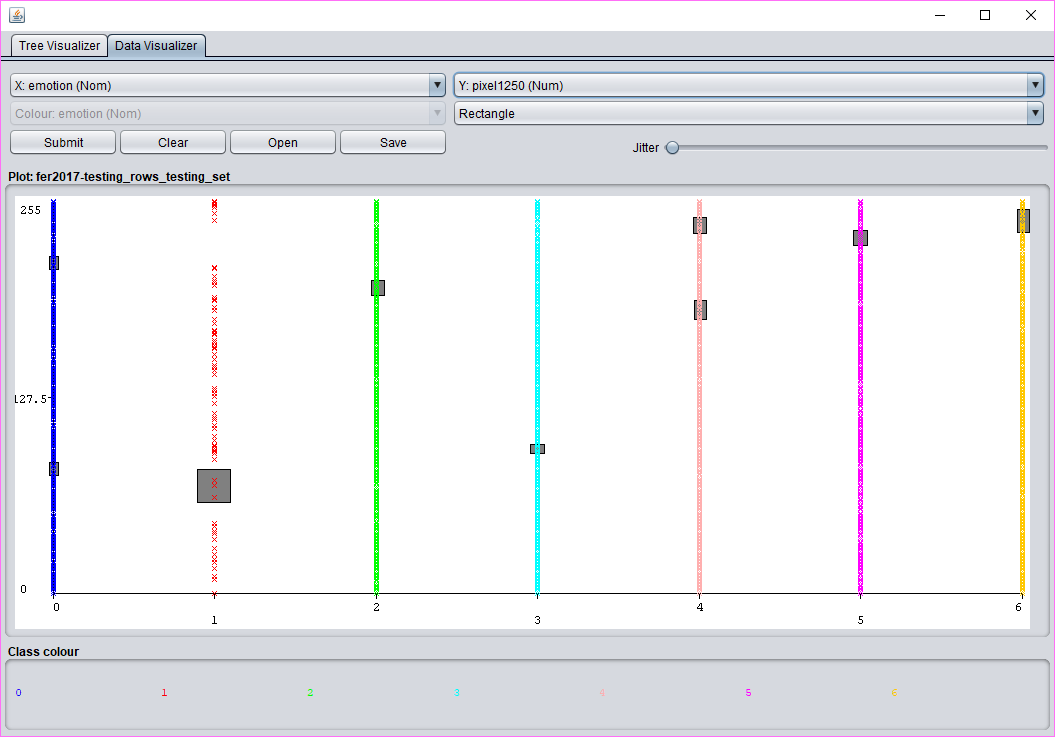 Tree Visualizer Data Visualizer
X: emotion (Nom) Y: pixel1250 (Num)
Colour: emotion (Nom) Rectangle
Submit Clear Open Save Jitter
Plot: fer2017-testing_rows_testing_set
255
127.5
0
0 2 4 6
1 3 5
Class colour
0 1 2 3 4 5 6